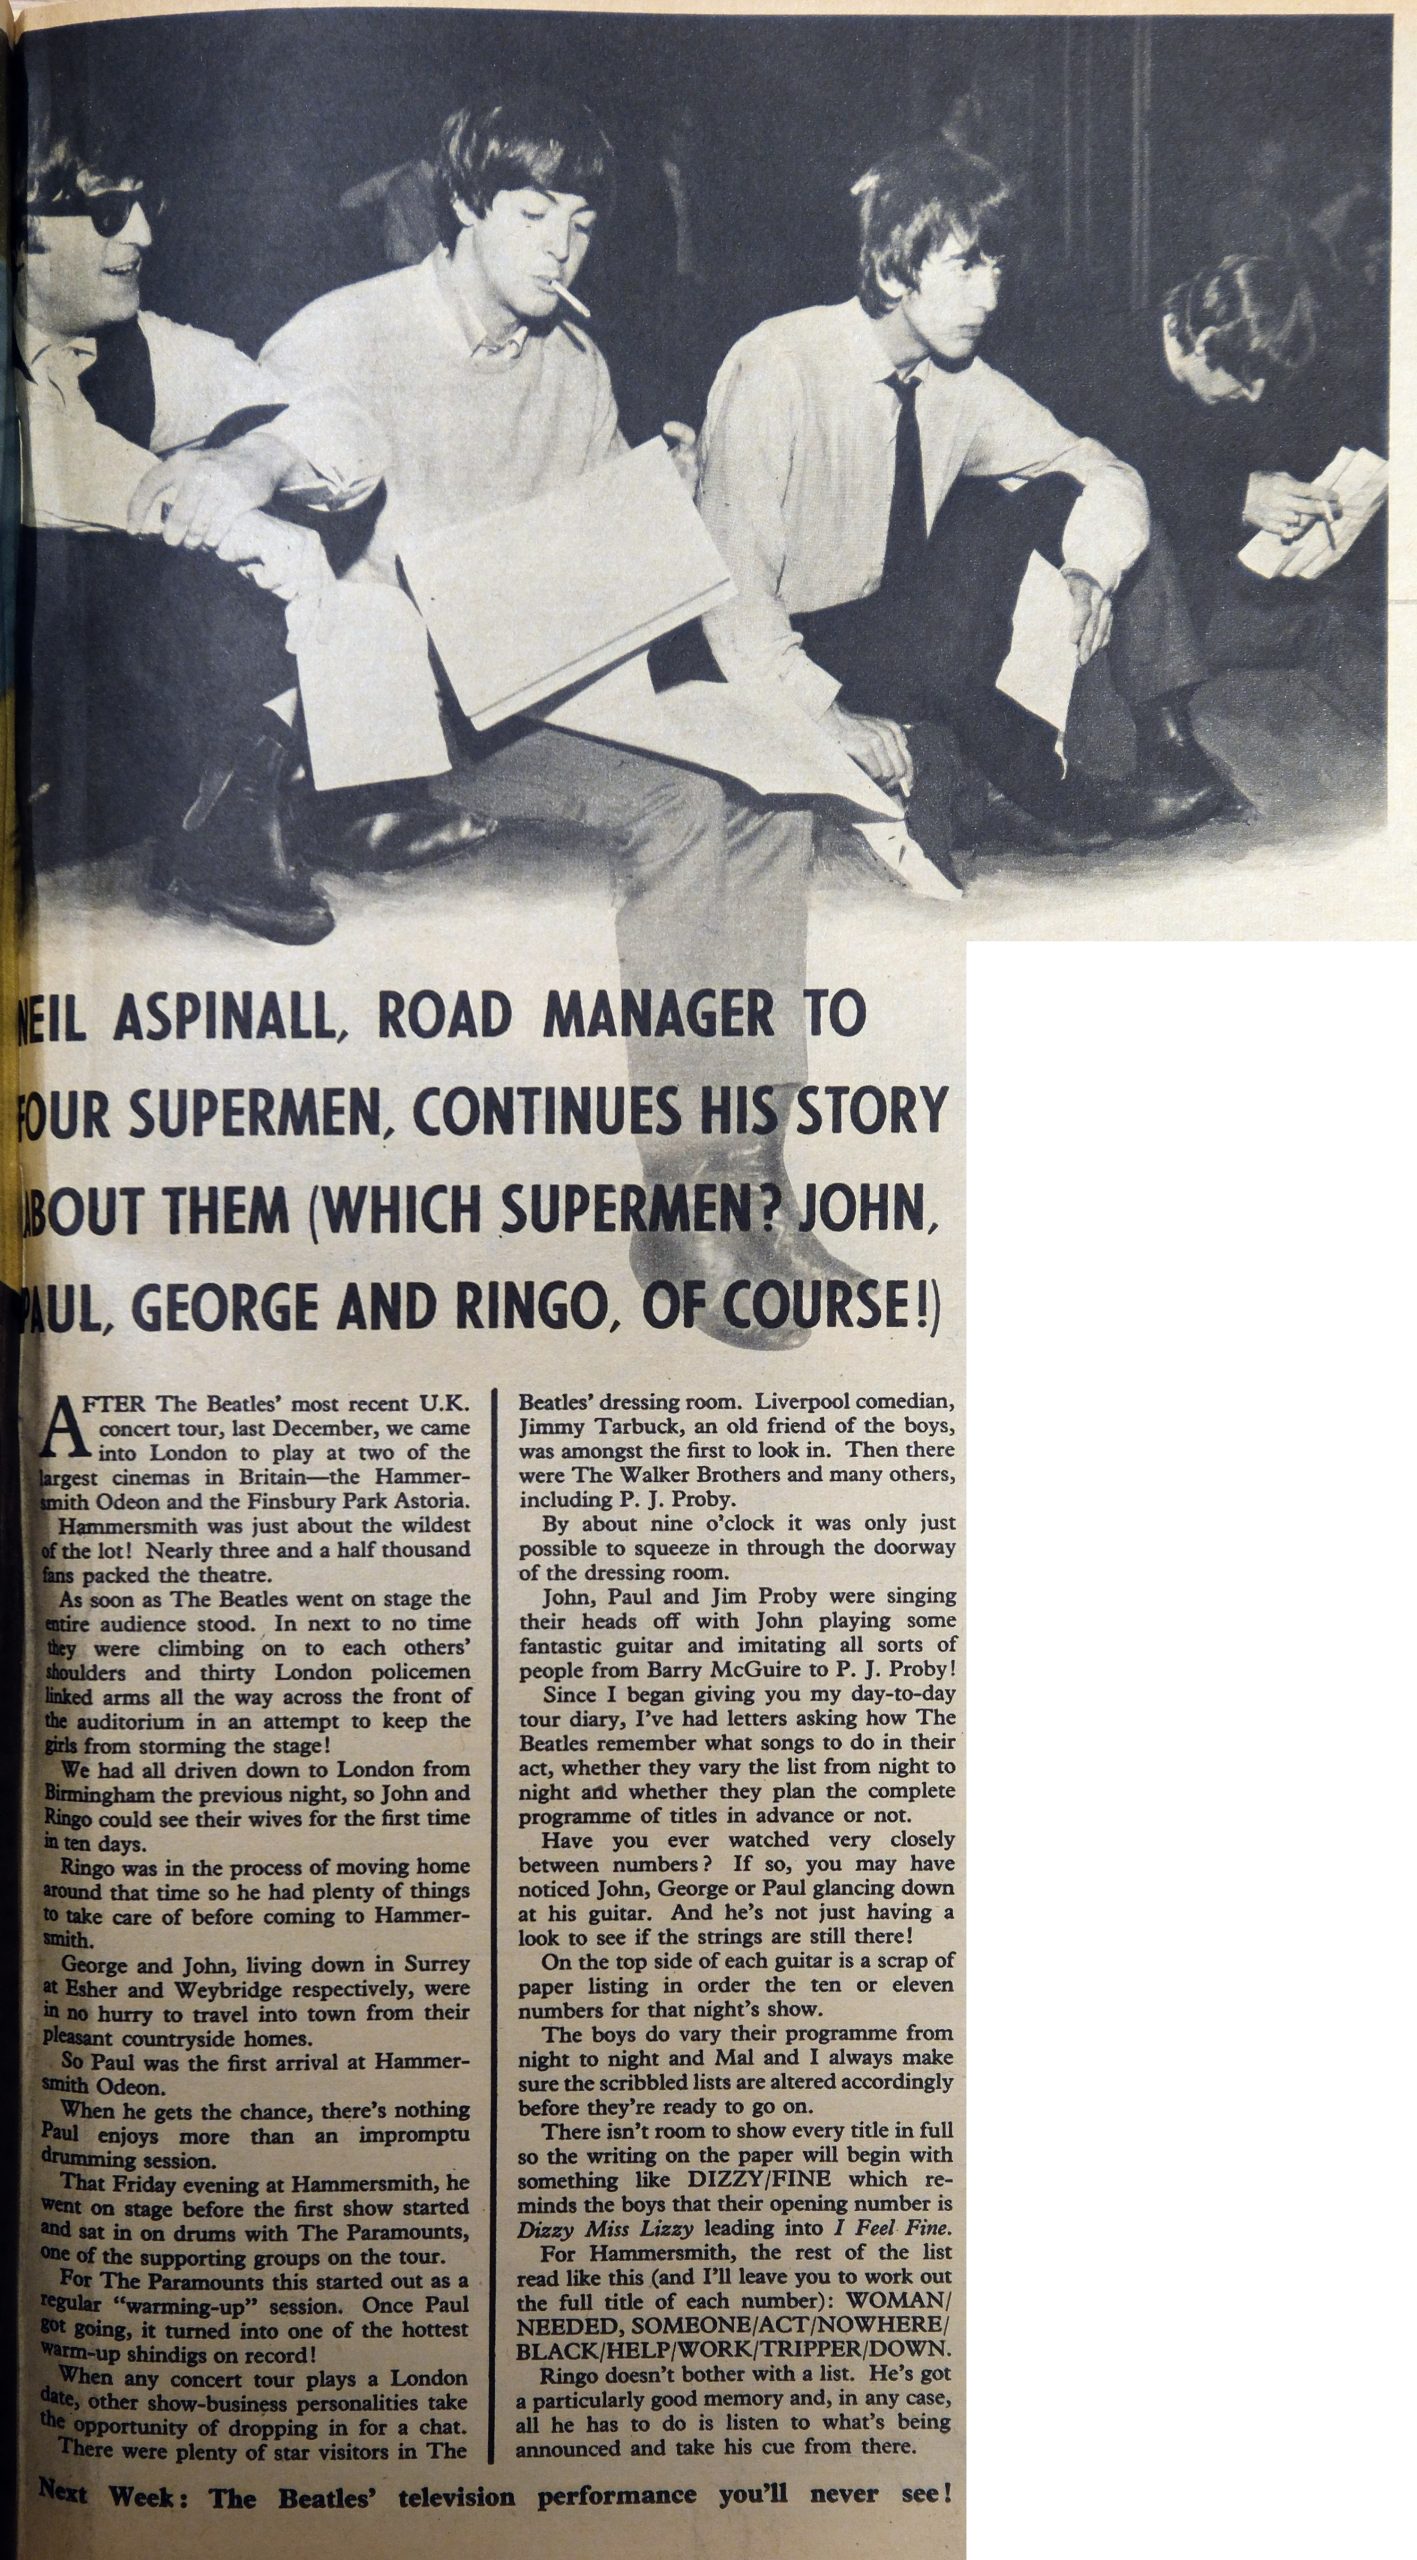 NEIL ASPINALL, ROAD MANAGER TO
FOUR SUPERMEN, CONTINUES HIS STORY
ABOUT THEM (WHICH SUPERMEN? JOHN,
PAUL, GEORGE AND RINGO, OF COURSE!)
AFTER The Beatles' most recent U.K.
concert tour, last December, we came
into London to play at two of the
largest cinemas in Britain—the Hammer-
smith Odeon and the Finsbury Park Astoria.
Hammersmith was just about the wildest
of the lot! Nearly three and a half thousand
fans packed the theatre.
As soon as The Beatles went on stage the
entire audience stood. In next to no time
they were climbing on to each others'
shoulders and thirty London policemen
linked arms all the way across the front of
the auditorium in an attempt to keep the
girls from storming the stage!
We had all driven down to London from
Birmingham the previous night, so John and
Ringo could see their wives for the first time
in ten days.
Ringo was in the process of moving home
around that time so he had plenty of things
to take care of before coming to Hammer-
smith.
George and John, living down in Surrey
at Esher and Weybridge respectively, were
in no hurry to travel into town from their
pleasant countryside homes.
So Paul was the first arrival at Hammer-
smith Odeon.
When he gets the chance, there's nothing
Paul enjoys more than an impromptu
drumming session.
That Friday evening at Hammersmith, he
went on stage before the first show started
and sat in on drums with The Paramounts,
one of the supporting groups on the tour.
For The Paramounts this started out as a
regular "warming-up" session. Once Paul
got going, it turned into one of the hottest
warm-up shindigs on record!
When any concert tour plays a London
date, other show-business personalities take
the opportunity of dropping in for a chat.
There were plenty of star visitors in The
Beatles' dressing room. Liverpool comedian,
Jimmy Tarbuck, an old friend of the boys,
was amongst the first to look in. Then there
were The Walker Brothers and many others,
including P. J. Proby.
By about nine o'clock it was only just
possible to squeeze in through the doorway
of the dressing room.
John, Paul and Jim Proby were singing
their heads off with John playing some
fantastic guitar and imitating all sorts of
people from Barry McGuire to P. J. Proby!
Since I began giving you my day-to-day
tour diary, I've had letters asking how The
Beatles remember what songs to do in their
act, whether they vary the list from night to
night and whether they plan the complete
programme of titles in advance or not.
Have you ever watched very closely
between numbers? If so, you may have
noticed John, George or Paul glancing down
at his guitar. And he's not just having a
look to see if the strings are still there!
On the top side of each guitar is a scrap of
paper listing in order the ten or eleven
numbers for that night's show.
The boys do vary their programme from
night to night and Mal and I always make
sure the scribbled lists are altered accordingly
before they're ready to go on.
There isn't room to show every title in full
so the writing on the paper will begin with
something like DIZZY/FINE which re-
minds the boys that their opening number is
Dizzy Miss Lizzy leading into I Feel Fine.
For Hammersmith, the rest of the list
read like this (and I'll leave you to work out
the full title of each number): WOMAN/
NEEDED, SOMEONE/ACT/NOWHERE/
BLACK/HELP/WORK/TRIPPER/DOWN.
Ringo doesn't bother with a list. He's got
a particularly good memory and, in any case,
all he has to do is listen to what's being
announced and take his cue from there.
Next Week: The Beatles' television performance you'll never see!